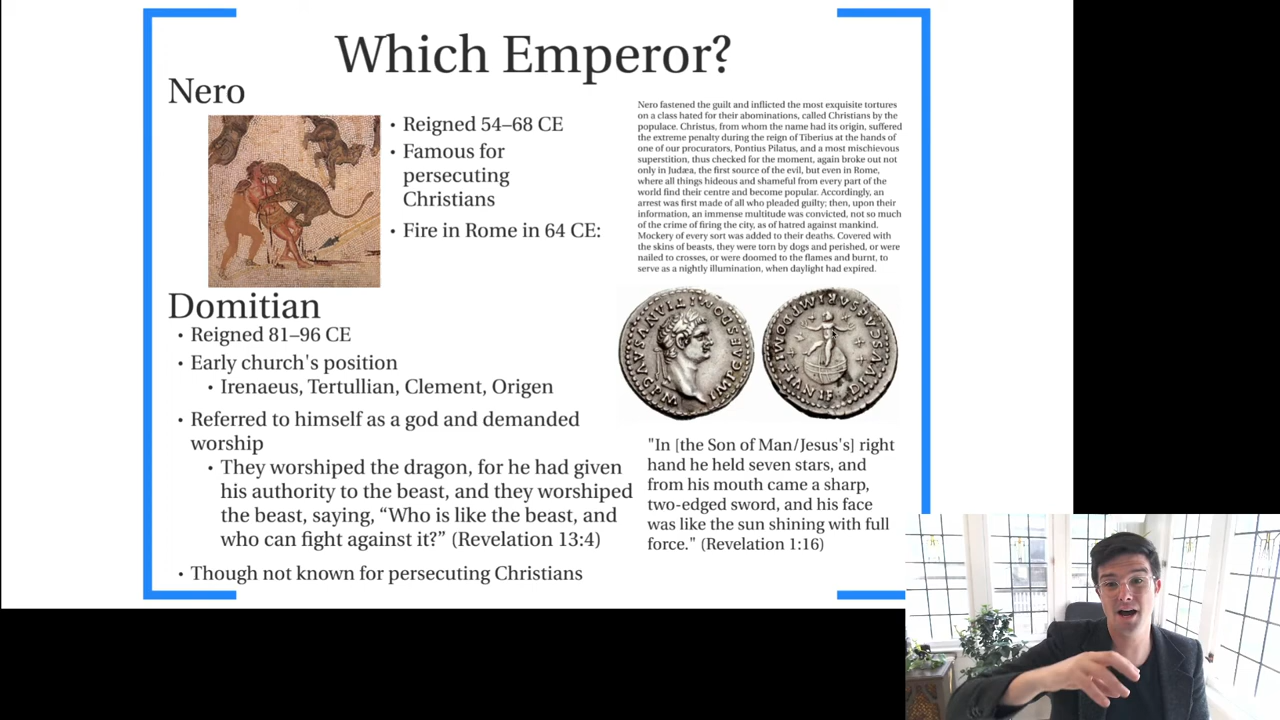 Which Emperor?
Nero
• Reigned 54–68 CE
• Famous for
persecuting
Christians
• Fire in Rome in 64 CE:
Nero fastened the guilt and inflicted the most exquisite tortures
on a class hated for their abominations, called Christians by the
populace. Christus, from whom the name had its origin, suffered
the extreme penalty during the reign of Tiberius at the hands of
one of our procurators, Pontius Pilatus, and a most mischievous
superstition, thus checked for the moment, again broke out not
only in Judæa, the first source of the evil, but even in Rome,
where all things hideous and shameful from every part of the
world find their centre and become popular. Accordingly, an
arrest was first made of all who pleaded guilty; then, upon their
information, an immense multitude was convicted, not so much
of the crime of firing the city, as of hatred against mankind.
Mockery of every sort was added to their deaths. Covered with
the skins of beasts, they were torn by dogs and perished, or were
nailed to crosses, or were doomed to the flames and burnt, to
serve as a nightly illumination, when daylight had expired.
Domitian
• Reigned 81–96 CE
• Early church's position
• Irenaeus, Tertullian, Clement, Origen
• Referred to himself as a god and demanded
worship
• They worshiped the dragon, for he had given
his authority to the beast, and they worshiped
the beast, saying, “Who is like the beast, and
who can fight against it?” (Revelation 13:4)
• Though not known for persecuting Christians
IMP CAES DOMITIANUS AUG PM
DIVUS CAESAR IMP DOMITIANI F
"In [the Son of Man/Jesus's] right
hand he held seven stars, and
from his mouth came a sharp,
two-edged sword, and his face
was like the sun shining with full
force." (Revelation 1:16)